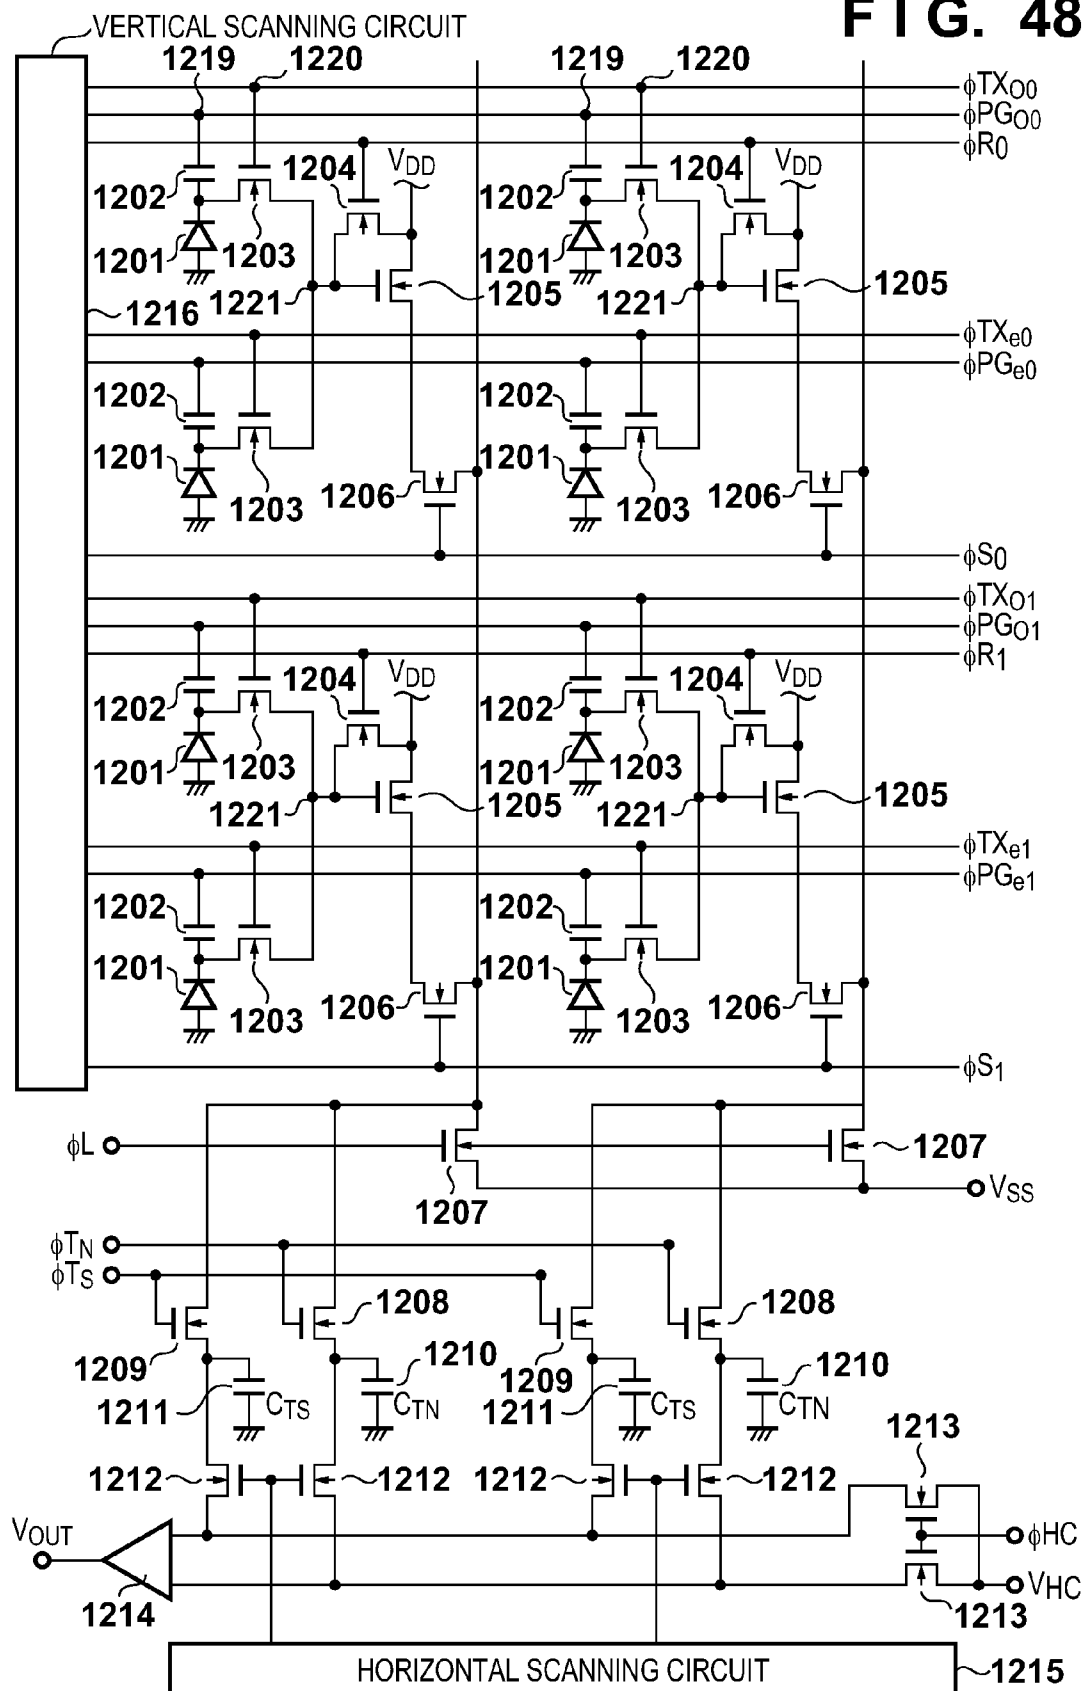 FIG. 48
VERTICAL SCANNING CIRCUIT
1219 1220 1219 1220
ϕTXO0
ϕPGO0
ϕR0
1202 1204 VDD 1202 1204 VDD
1201 1203 1201 1203
1221 1205 1221 1205
1216
ϕTXe0
ϕPGe0
1202 1202
1201 1203 1206 1201 1203 1206
ϕS0
ϕTXO1
ϕPGO1
ϕR1
1202 1204 VDD 1202 1204 VDD
1201 1203 1201 1203
1221 1205 1221 1205
ϕTXe1
ϕPGe1
1202 1202
1201 1203 1206 1201 1203 1206
ϕS1
ϕL 1207
1207 VSS
ϕTN
ϕTS
1208 1208
1209 1210 1209 1210
1211 CTS CTN 1211 CTS CTN
1213
1212 1212 1212 1212
VOUT ϕHC
VHC
1214 1213
HORIZONTAL SCANNING CIRCUIT 1215